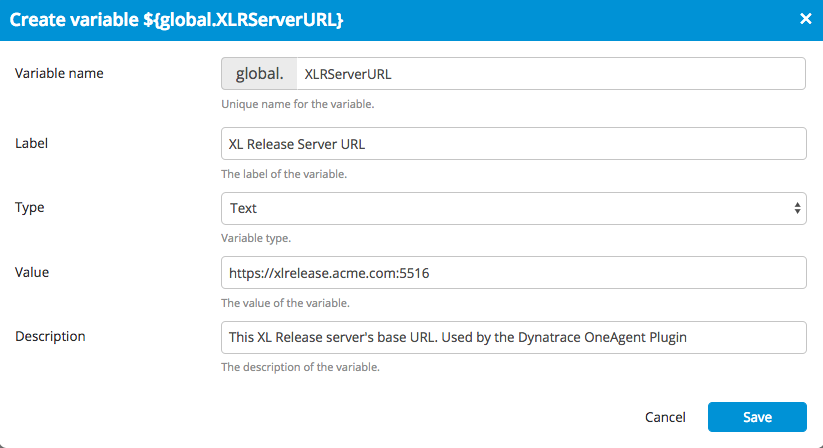 Create variable ${global.XLRServerURL} ×
Variable name global. XLRServerURL
Unique name for the variable.
Label XL Release Server URL
The label of the variable.
Type Text
Variable type.
Value https://xlrelease.acme.com:5516
The value of the variable.
Description This XL Release server's base URL. Used by the Dynatrace OneAgent Plugin
The description of the variable.
Cancel Save